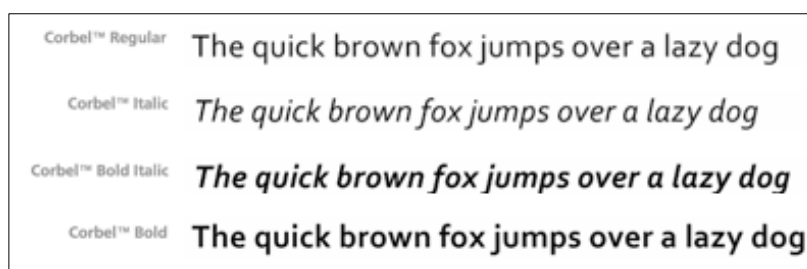 Corbel™ Regular The quick brown fox jumps over a lazy dog
Corbel™ Italic The quick brown fox jumps over a lazy dog
Corbel™ Bold Italic The quick brown fox jumps over a lazy dog
Corbel™ Bold The quick brown fox jumps over a lazy dog